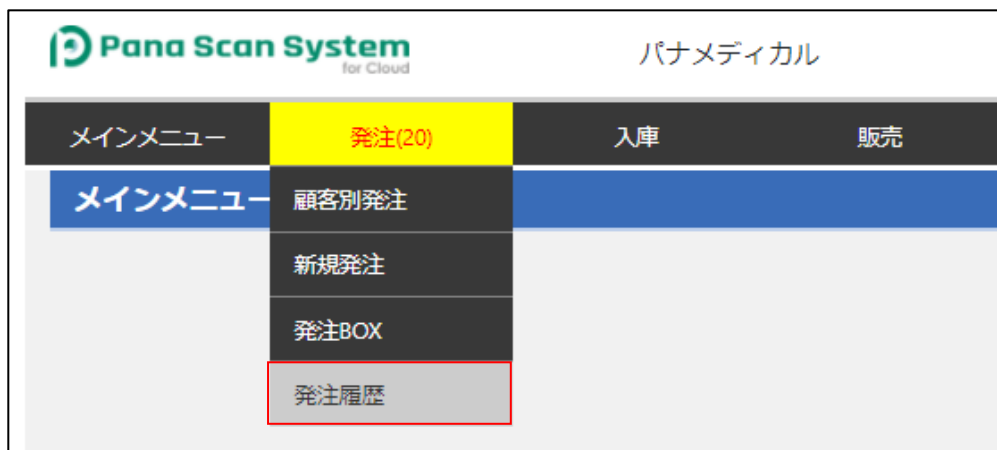 Pana Scan System
for Cloud
パナメディカル
メインメニュー 発注(20) 入庫 販売
メインメニュー
顧客別発注
新規発注
発注BOX
発注履歴